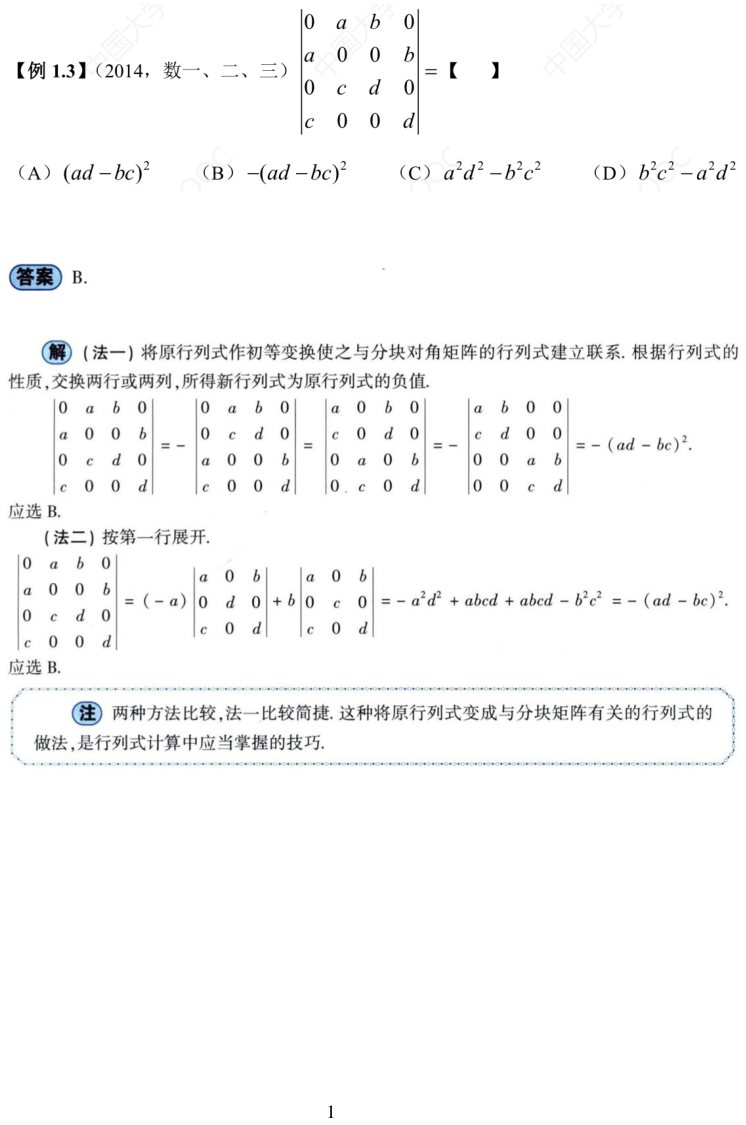 【例 1.3】(2014，数一、二、三) |0 a b 0|
|a 0 0 b|
|0 c d 0| =【 】
|c 0 0 d|
（A）(ad−bc)² （B）−(ad−bc)² （C）a²d²−b²c² （D）b²c²−a²d²
答案 B.
解 (法一) 将原行列式作初等变换使之与分块对角矩阵的行列式建立联系. 根据行列式的
性质,交换两行或两列,所得新行列式为原行列式的负值.
|0 a b 0| |0 a b 0| |a 0 b 0| |a b 0 0|
|a 0 0 b| = − |0 c d 0| = |c 0 d 0| = − |c d 0 0| = − (ad − bc)².
|0 c d 0| |a 0 0 b| |0 a 0 b| |0 0 a b|
|c 0 0 d| |c 0 0 d| |0 c 0 d| |0 0 c d|
应选 B.
(法二) 按第一行展开.
|0 a b 0|
|a 0 0 b| |a 0 b| |a 0 b|
|0 c d 0| = (− a) |0 d 0| + b |0 c 0| = − a²d² + abcd + abcd − b²c² = − (ad − bc)².
|c 0 0 d| |c 0 d| |c 0 d|
应选 B.
注 两种方法比较,法一比较简捷. 这种将原行列式变成与分块矩阵有关的行列式的
做法,是行列式计算中应当掌握的技巧.
1